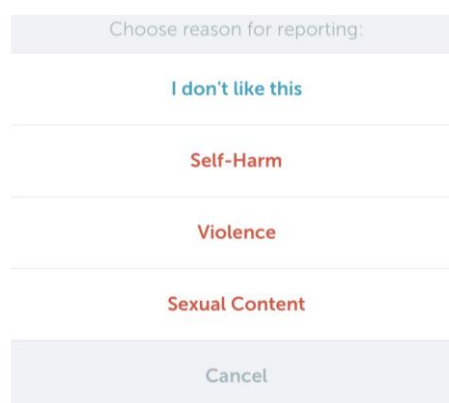 Choose reason for reporting:
I don't like this
Self-Harm
Violence
Sexual Content
Cancel